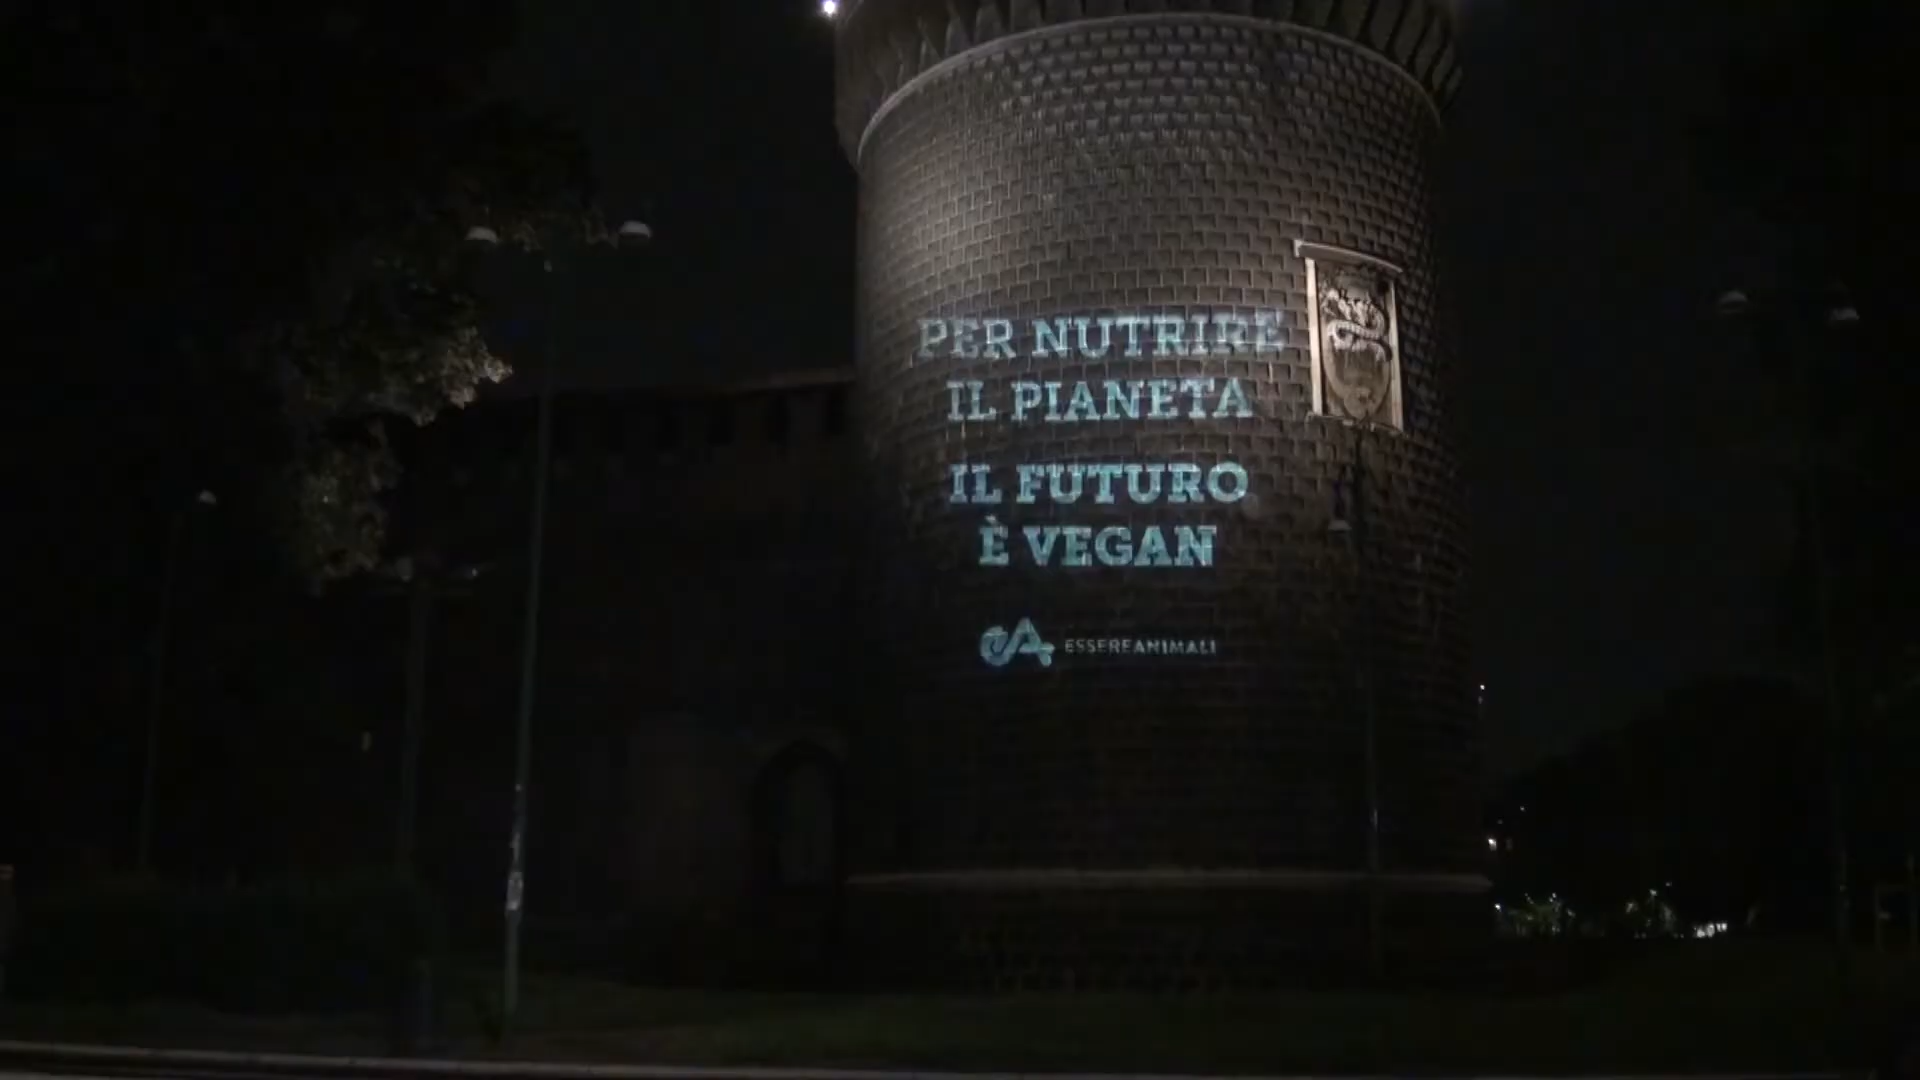 PER NUTRIRE
IL PIANETA
IL FUTURO
È VEGAN
ESSEREANIMALI